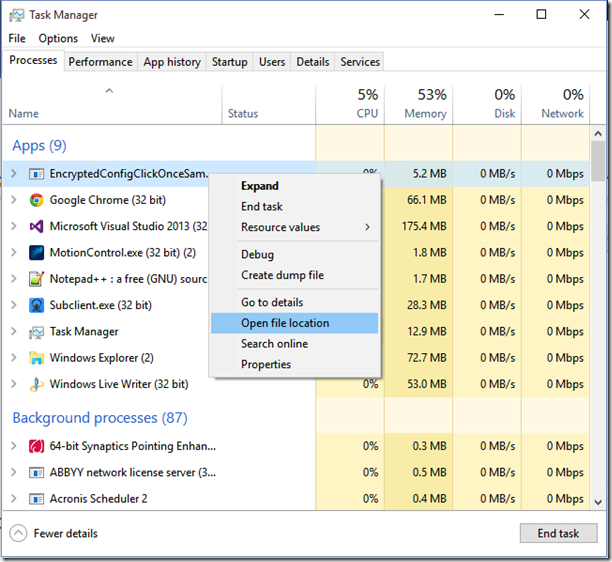 Task Manager
File Options View
Processes Performance App history Startup Users Details Services
5% 53% 0% 0%
Name Status CPU Memory Disk Network
Apps (9)
EncryptedConfigClickOnceSam... 0% 5.2 MB 0 MB/s 0 Mbps
Google Chrome (32 bit) 66.1 MB 0 MB/s 0 Mbps
Microsoft Visual Studio 2013 (32 175.4 MB 0 MB/s 0 Mbps
MotionControl.exe (32 bit) (2) 1.8 MB 0 MB/s 0 Mbps
Notepad++ : a free (GNU) sourc 1.7 MB 0 MB/s 0 Mbps
Subclient.exe (32 bit) 28.3 MB 0 MB/s 0 Mbps
Task Manager 12.9 MB 0 MB/s 0 Mbps
Windows Explorer (2) 72.7 MB 0 MB/s 0 Mbps
Windows Live Writer (32 bit) 0% 53.0 MB 0 MB/s 0 Mbps
Expand
End task
Resource values
Debug
Create dump file
Go to details
Open file location
Search online
Properties
Background processes (87)
64-bit Synaptics Pointing Enhan... 0% 0.3 MB 0 MB/s 0 Mbps
ABBYY network license server (3... 0% 0.5 MB 0 MB/s 0 Mbps
Acronis Scheduler 2 0% 0.4 MB 0 MB/s 0 Mbps
Fewer details
End task